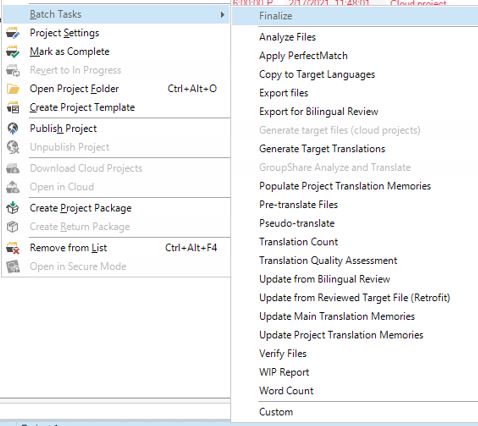 6:00:00 P 2/17/2021, 11:48:01 Cloud project
Batch Tasks
Project Settings
Mark as Complete
Revert to In Progress
Open Project Folder Ctrl+Alt+O
Create Project Template
Publish Project
Unpublish Project
Download Cloud Projects
Open in Cloud
Create Project Package
Create Return Package
Remove from List Ctrl+Alt+F4
Open in Secure Mode
Finalize
Analyze Files
Apply PerfectMatch
Copy to Target Languages
Export files
Export for Bilingual Review
Generate target files (cloud projects)
Generate Target Translations
GroupShare Analyze and Translate
Populate Project Translation Memories
Pre-translate Files
Pseudo-translate
Translation Count
Translation Quality Assessment
Update from Bilingual Review
Update from Reviewed Target File (Retrofit)
Update Main Translation Memories
Update Project Translation Memories
Verify Files
WIP Report
Word Count
Custom